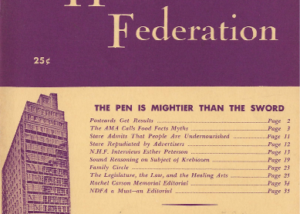 Federation
25¢
THE PEN IS MIGHTIER THAN THE SWORD
Postcards Get Results Page 2
The AMA Calls Food Facts Myths Page 3
Stare Admits That People Are Undernourished Page 11
Stare Repudiated by Advertisers Page 12
N.H.F. Interviews Esther Peterson Page 13
Sound Reasoning on Subject of Krebiozen Page 19
Family Circle Page 25
The Legislature, the Law, and the Healing Arts Page 25
Rachel Carson Memorial Editorial Page 34
NDFA a Must—on Editorial Page 35